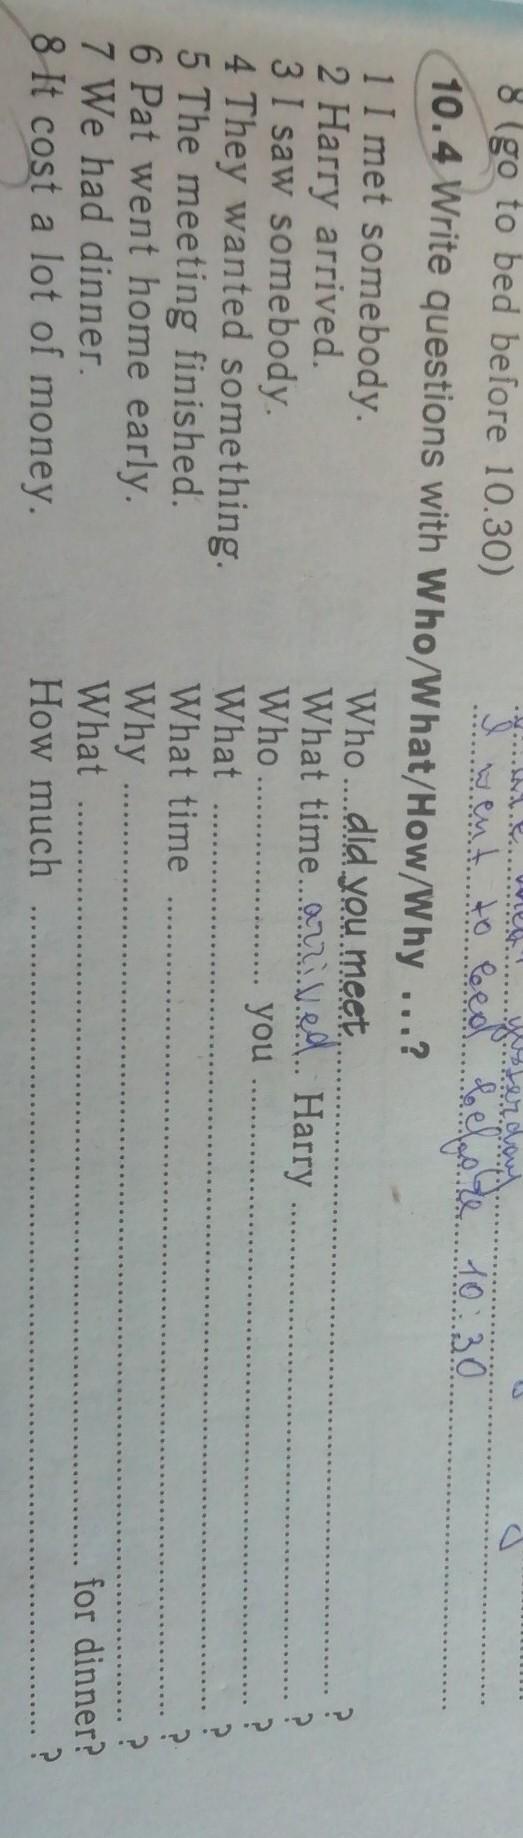 8 (go to bed before 10.30) I went to bed before 10:30
10.4 Write questions with Who/What/How/Why ...?
1 I met somebody. Who ....did you meet.... ?
2 Harry arrived. What time..arrived.. Harry .... ?
3 I saw somebody. Who .... you .... ?
4 They wanted something. What .... ?
5 The meeting finished. What time .... ?
6 Pat went home early. Why .... ?
7 We had dinner. What .... for dinner?
8 It cost a lot of money. How much .... ?